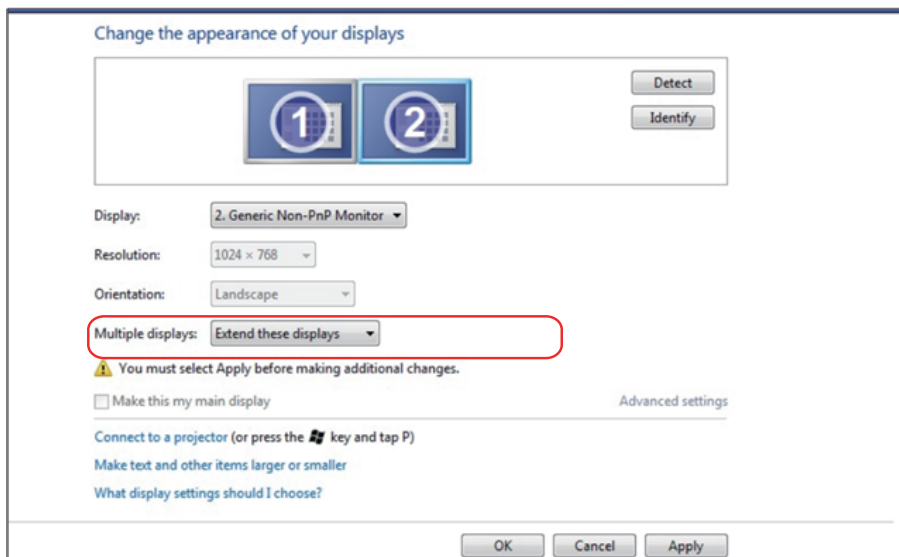 Change the appearance of your displays
1 2
Detect
Identify
Display: 2. Generic Non-PnP Monitor
Resolution: 1024 × 768
Orientation: Landscape
Multiple displays: Extend these displays
You must select Apply before making additional changes.
Make this my main display Advanced settings
Connect to a projector (or press the key and tap P)
Make text and other items larger or smaller
What display settings should I choose?
OK Cancel Apply